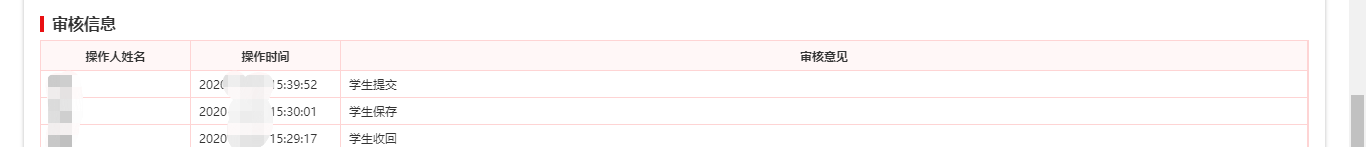 审核信息
操作人姓名 操作时间 审核意见
2020 15:39:52 学生提交
2020 15:30:01 学生保存
2020 15:29:17 学生收回